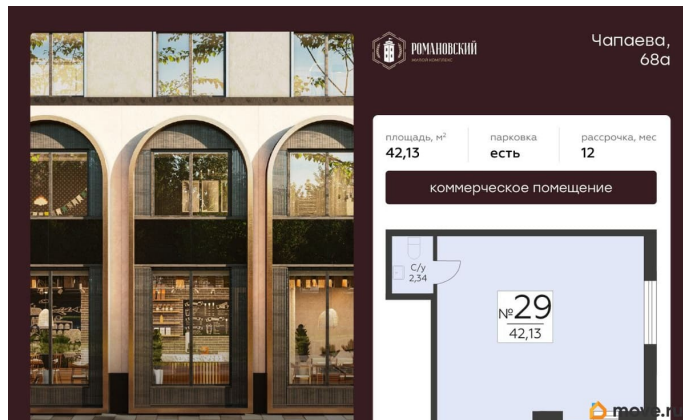 РОМАНОВСКИЙ
ЖИЛОЙ КОМПЛЕКС
Чапаева,
68а
площадь, м²
парковка
рассрочка, мес
42,13
есть
12
коммерческое помещение
С/у
2,34
№29
42,13
move.ru